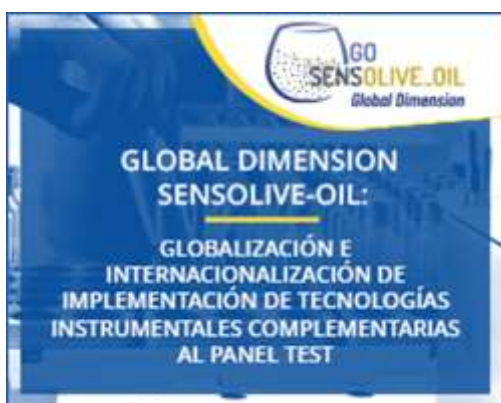 GO
SENSOLIVE_OIL
Global Dimension
GLOBAL DIMENSION
SENSOLIVE-OIL:
GLOBALIZACIÓN E
INTERNACIONALIZACIÓN DE
IMPLEMENTACIÓN DE TECNOLOGÍAS
INSTRUMENTALES COMPLEMENTARIAS
AL PANEL TEST